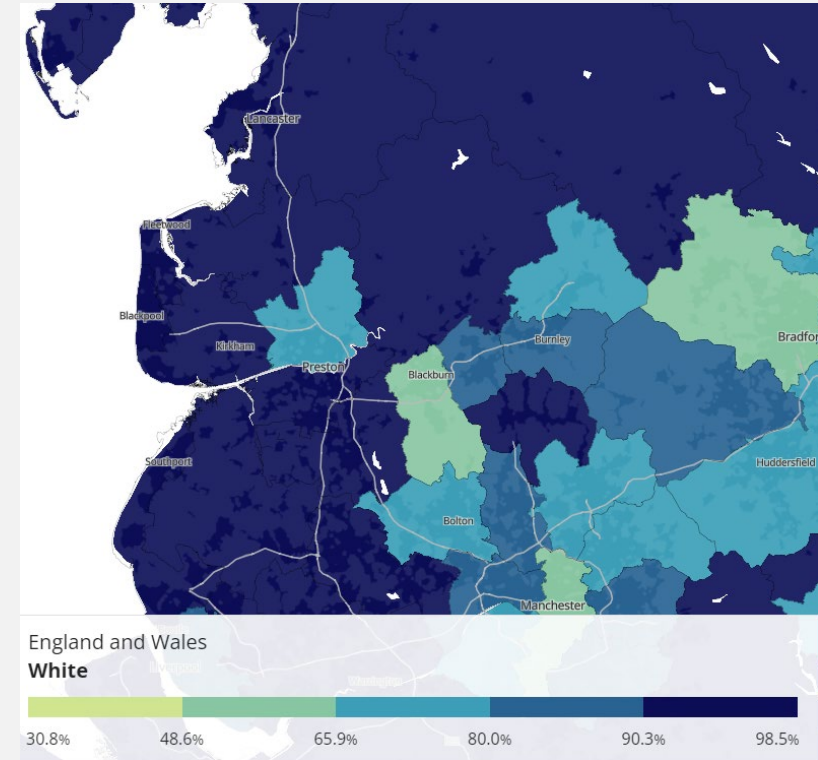 Lancaster
Fleetwood
Blackpool
Kirkham
Preston
Blackburn
Burnley
Bradfor
Southport
Huddersfield
Bolton
Manchester
England and Wales
White
30.8% 48.6% 65.9% 80.0% 90.3% 98.5%